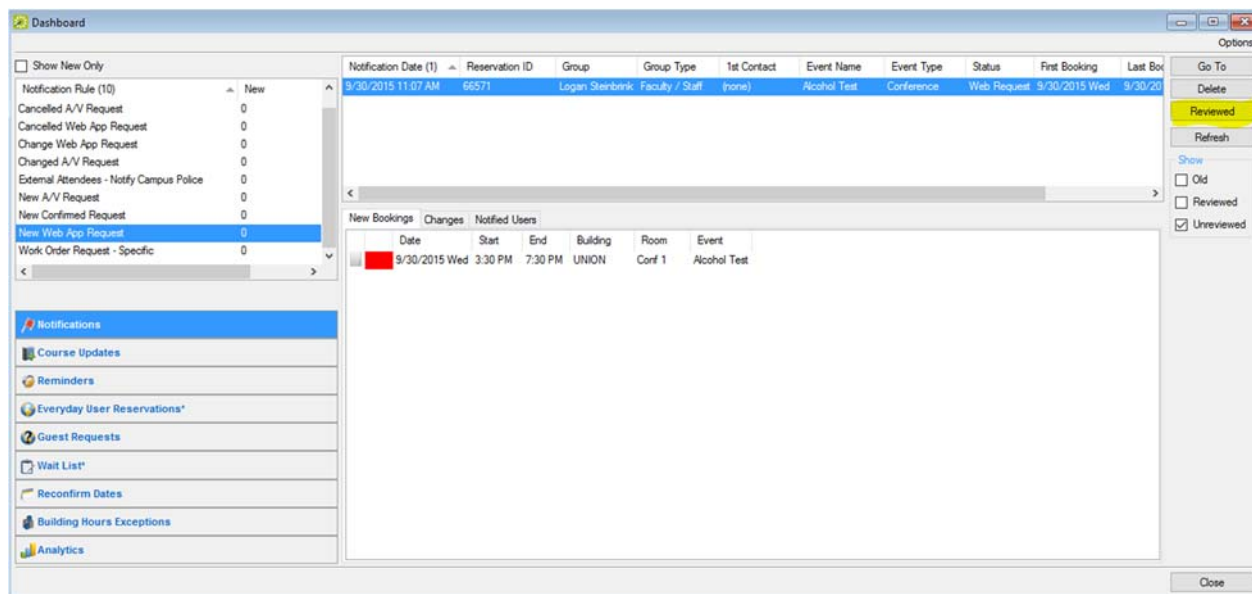 Dashboard
Options
Show New Only
Notification Rule (10) New
Cancelled A/V Request 0
Cancelled Web App Request 0
Change Web App Request 0
Changed A/V Request 0
External Attendees - Notify Campus Police 0
New A/V Request 0
New Confirmed Request 0
New Web App Request 0
Work Order Request - Specific 0
Notifications
Course Updates
Reminders
Everyday User Reservations*
Guest Requests
Wait List*
Reconfirm Dates
Building Hours Exceptions
Analytics
Notification Date (1) Reservation ID Group Group Type 1st Contact Event Name Event Type Status First Booking Last Boo
9/30/2015 11:07 AM 66571 Logan Steinbrink Faculty / Staff (none) Alcohol Test Conference Web Request 9/30/2015 Wed 9/30/20
New Bookings Changes Notified Users
Date Start End Building Room Event
9/30/2015 Wed 3:30 PM 7:30 PM UNION Conf 1 Alcohol Test
Go To
Delete
Reviewed
Refresh
Show
Old
Reviewed
Unreviewed
Close